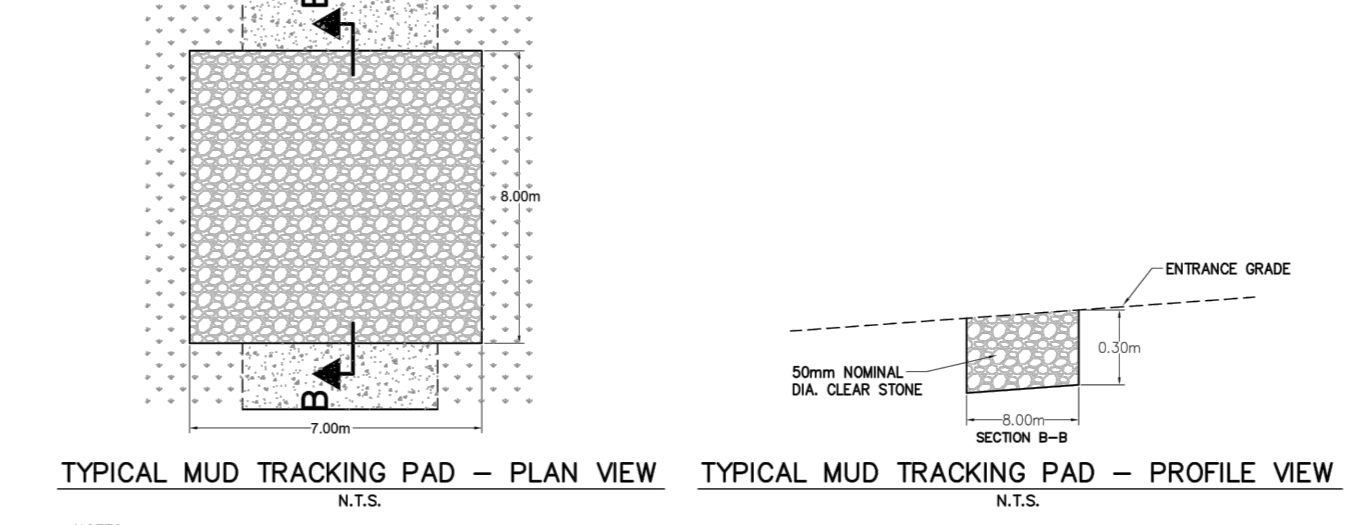 B
8.00m
B
7.00m
TYPICAL MUD TRACKING PAD – PLAN VIEW
N.T.S.
ENTRANCE GRADE
0.30m
50mm NOMINAL
DIA. CLEAR STONE
8.00m
SECTION B-B
TYPICAL MUD TRACKING PAD – PROFILE VIEW
N.T.S.